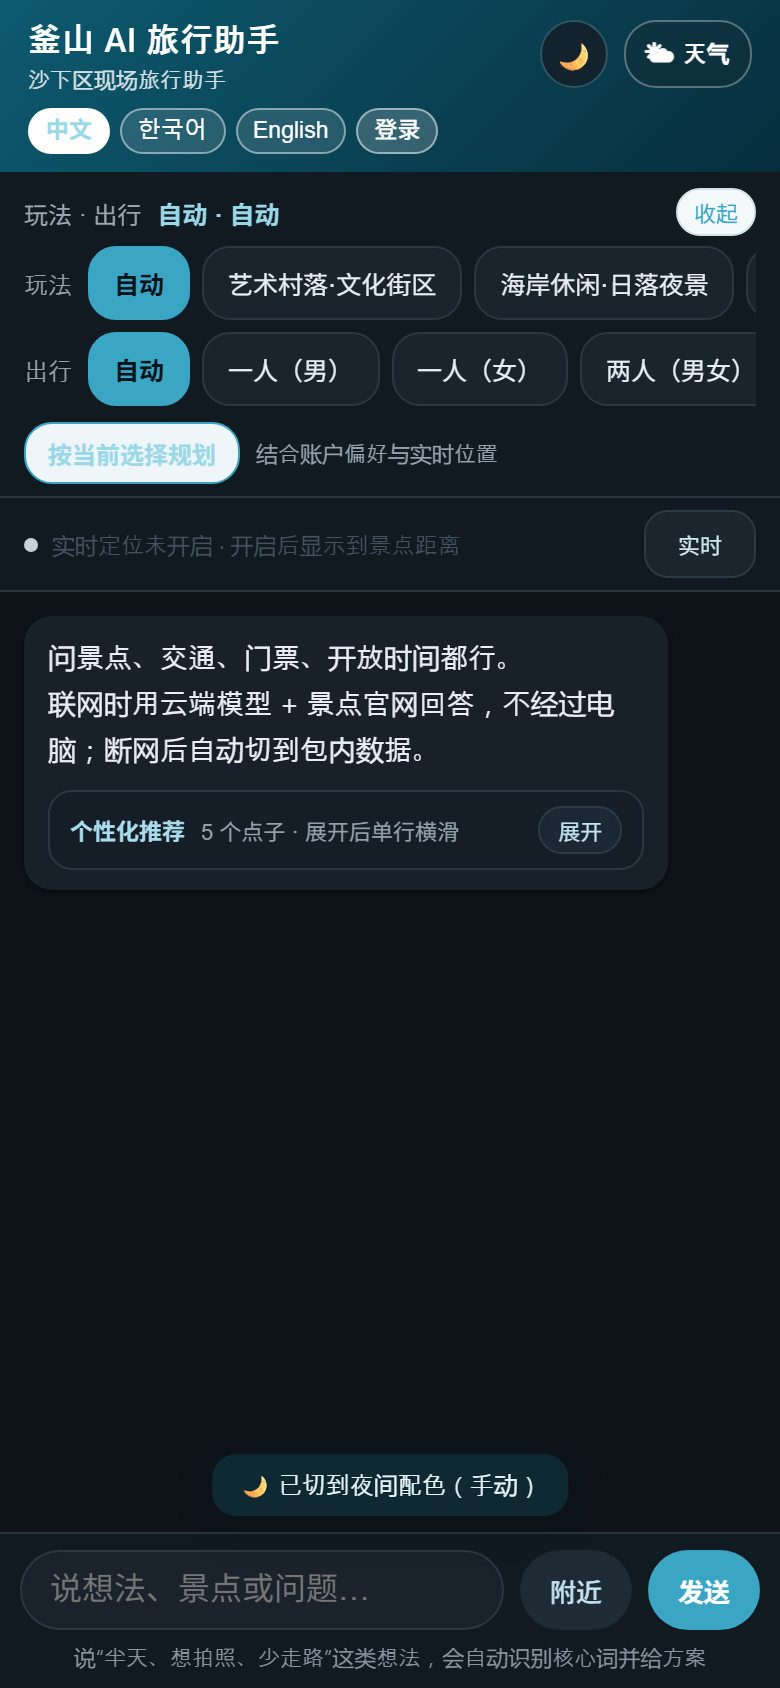 釜山 AI 旅行助手
沙下区现场旅行助手
天气
中文 한국어 English 登录
玩法 · 出行 自动 · 自动 收起
玩法 自动 艺术村落·文化街区 海岸休闲·日落夜景
出行 自动 一人（男） 一人（女） 两人（男女）
按当前选择规划 结合账户偏好与实时位置
实时定位未开启 · 开启后显示到景点距离 实时
问景点、交通、门票、开放时间都行。
联网时用云端模型 + 景点官网回答，不经过电
脑；断网后自动切到包内数据。
个性化推荐 5 个点子 · 展开后单行横滑 展开
已切到夜间配色（手动）
说想法、景点或问题… 附近 发送
说“半天、想拍照、少走路”这类想法，会自动识别核心词并给方案